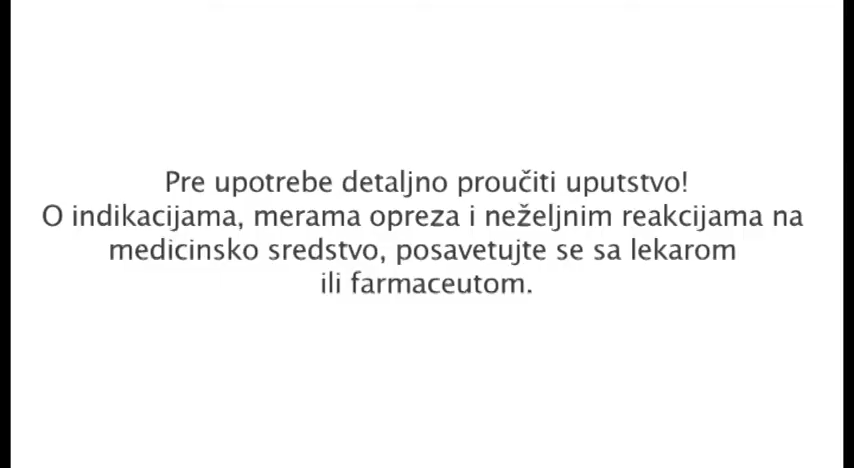 Pre upotrebe detaljno proučiti uputstvo!
O indikacijama, merama opreza i neželjnim reakcijama na
medicinsko sredstvo, posavetujte se sa lekarom
ili farmaceutom.